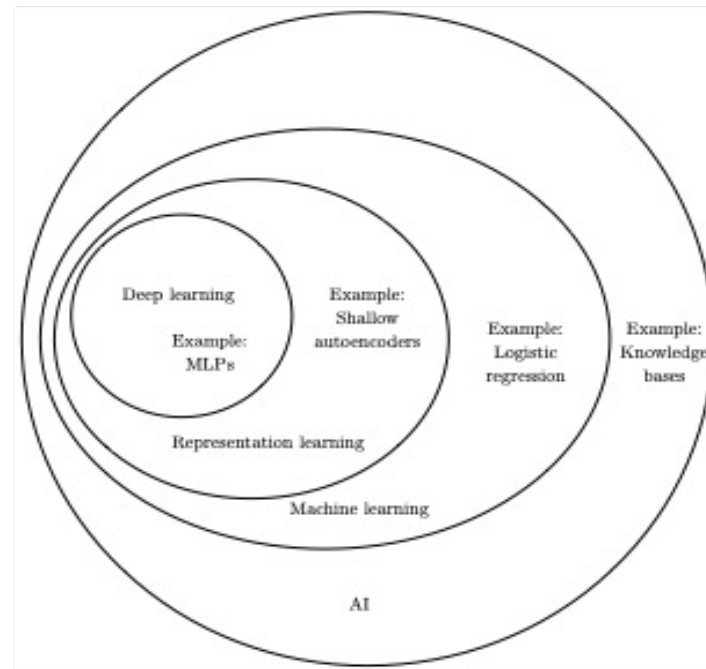 Deep learning
Example:
MLPs
Example:
Shallow
autoencoders
Example:
Logistic
regression
Example:
Knowledge
bases
Representation learning
Machine learning
AI